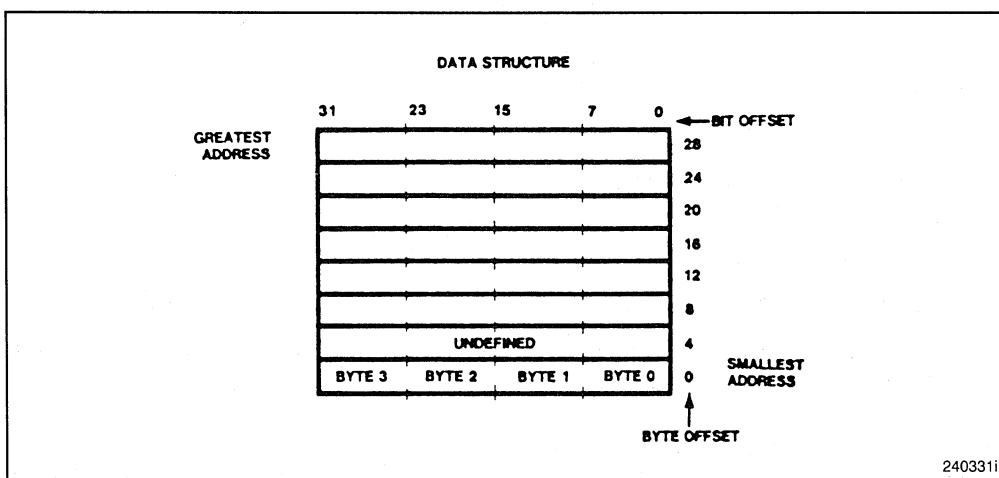 DATA STRUCTURE
31 23 15 7 0
BIT OFFSET
GREATEST
ADDRESS
28
24
20
16
12
8
UNDEFINED 4
BYTE 3 BYTE 2 BYTE 1 BYTE 0 0
SMALLEST
ADDRESS
BYTE OFFSET
240331i